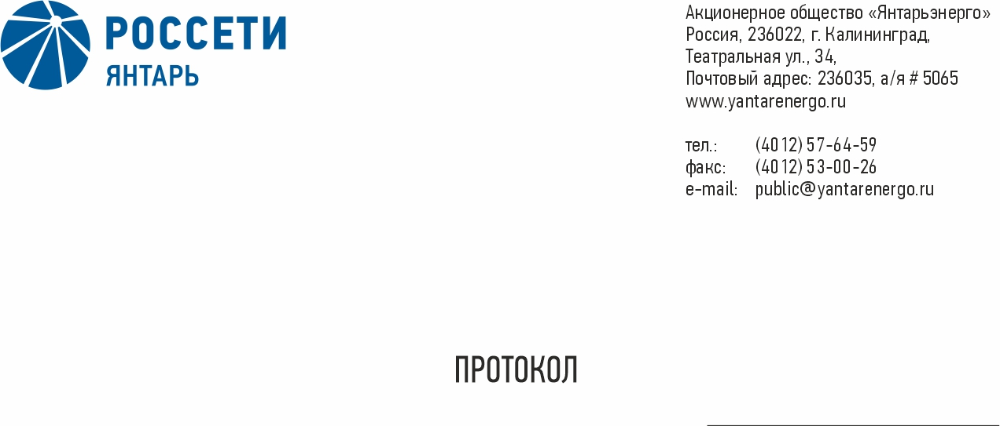 РОССЕТИ
ЯНТАРЬ
Акционерное общество «Янтарьэнерго»
Россия, 236022, г. Калининград,
Театральная ул., 34,
Почтовый адрес: 236035, а/я # 5065
www.yantarenergo.ru
тел.: (4012) 57-64-59
факс: (4012) 53-00-26
e-mail: public@yantarenergo.ru
ПРОТОКОЛ